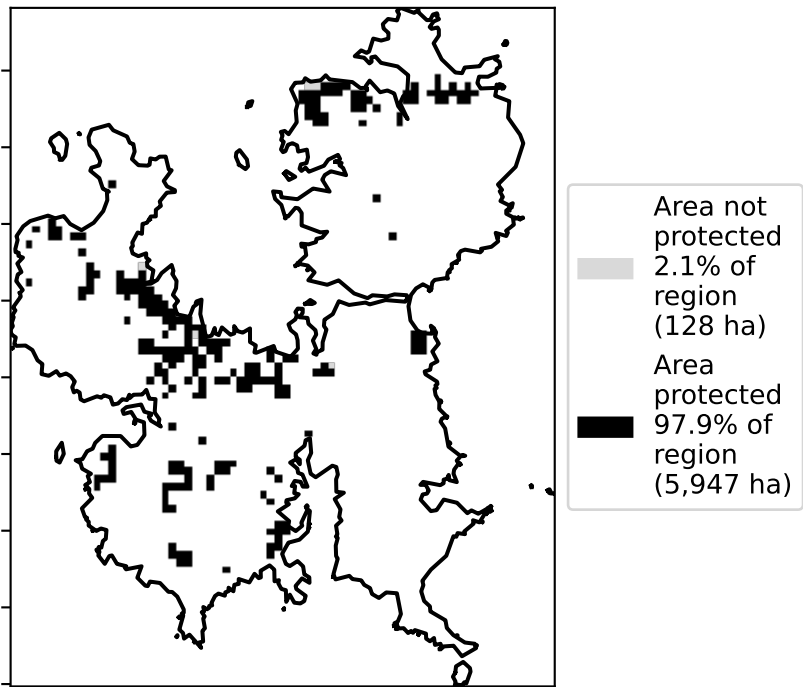 Area not
protected
2.1% of
region
(128 ha)
Area
protected
97.9% of
region
(5,947 ha)